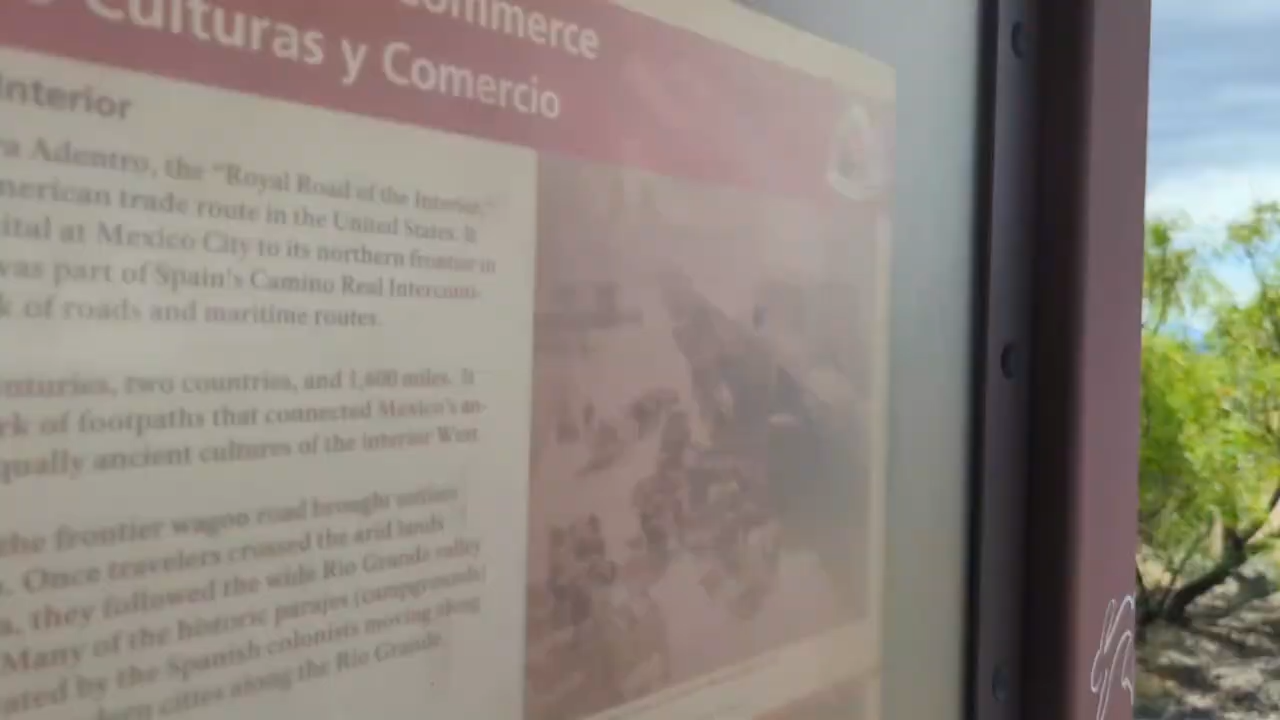 ommerce
Culturas y Comercio
Interior
ra Adentro, the "Royal Road of the Interior,"
merican trade route in the United States. It
ital at Mexico City to its northern frontier in
was part of Spain's Camino Real Intercon-
k of roads and maritime routes.
nturies, two countries, and 1,600 miles. It
rk of footpaths that connected Mexico's an-
qually ancient cultures of the interior West
the frontier wagon road brought
. Once travelers crossed the arid lands
a, they followed the wide Rio Grande valley
Many of the historic parajes (campgrounds)
ated by the Spanish colonists moving along
cities along the Rio Grande.